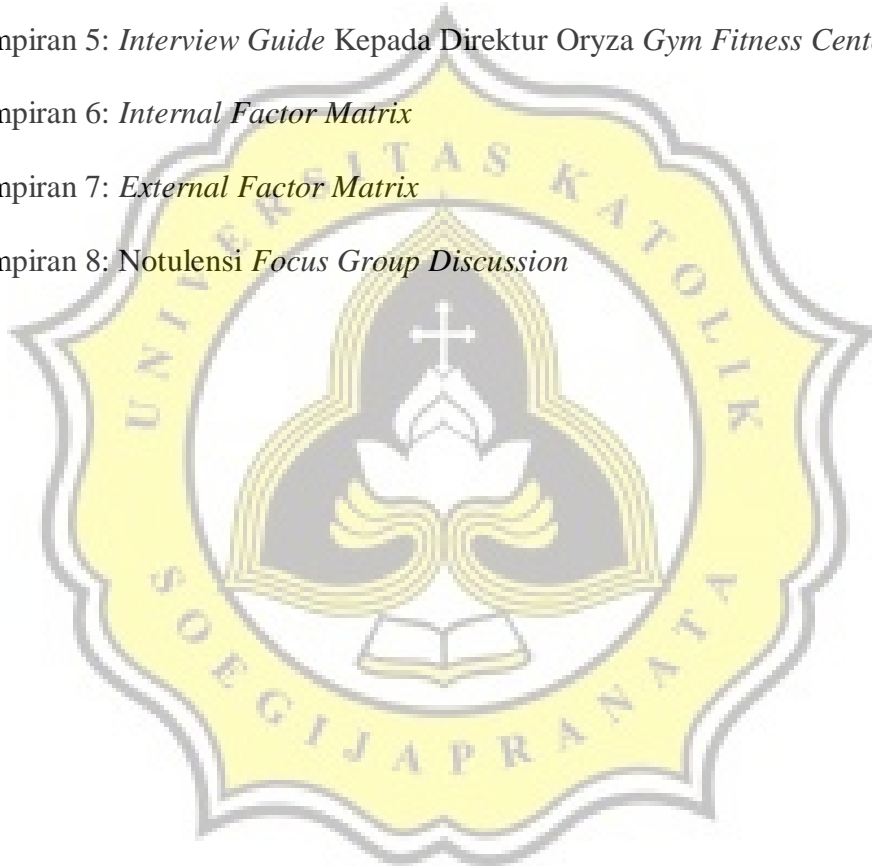 mpiran 5: Interview Guide Kepada Direktur Oryza Gym Fitness Cent
mpiran 6: Internal Factor Matrix
mpiran 7: External Factor Matrix
mpiran 8: Notulensi Focus Group Discussion
UNIVERSITAS KATOLIK
SOEGIJAPRANATA